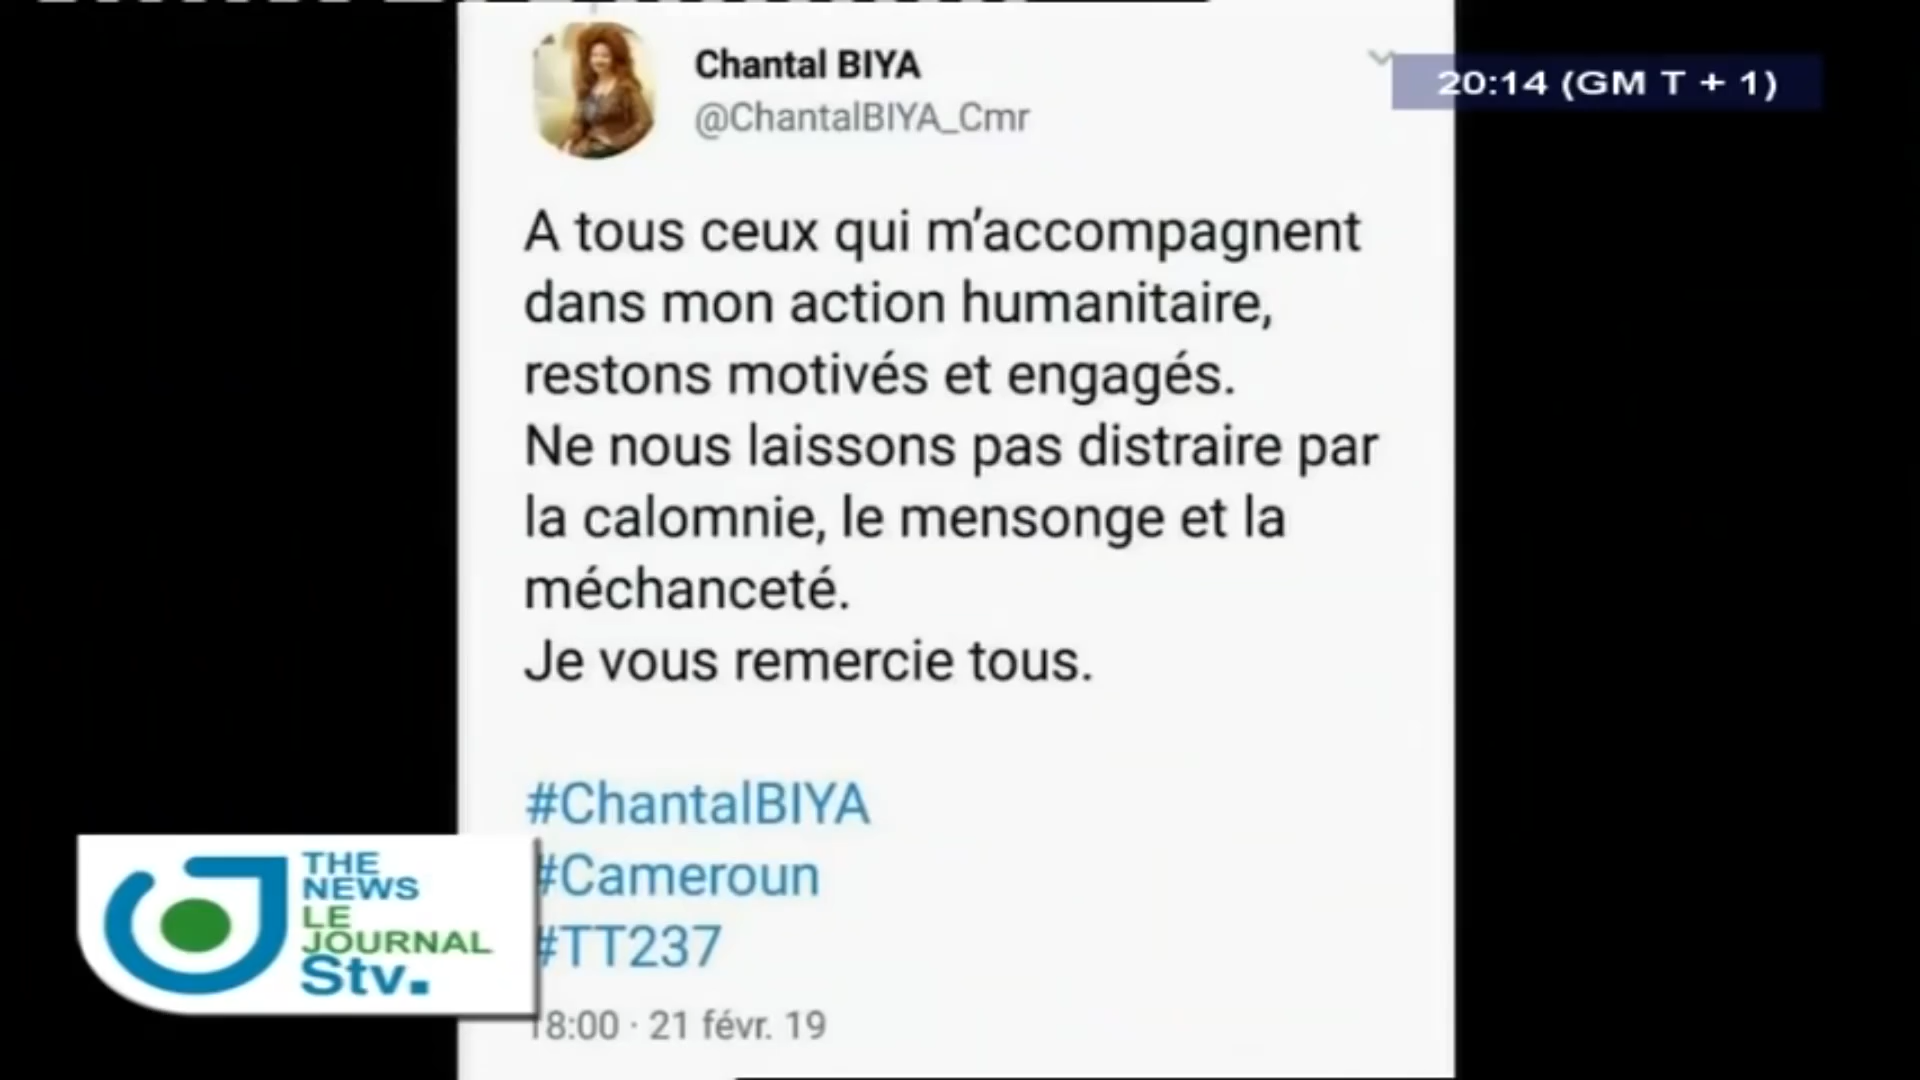 Chantal BIYA
@ChantalBIYA_Cmr
20:14 (GM T + 1)
A tous ceux qui m’accompagnent
dans mon action humanitaire,
restons motivés et engagés.
Ne nous laissons pas distraire par
la calomnie, le mensonge et la
méchanceté.
Je vous remercie tous.
#ChantalBIYA
#Cameroun
#TT237
18:00 · 21 févr. 19
THE
NEWS
LE
JOURNAL
Stv.